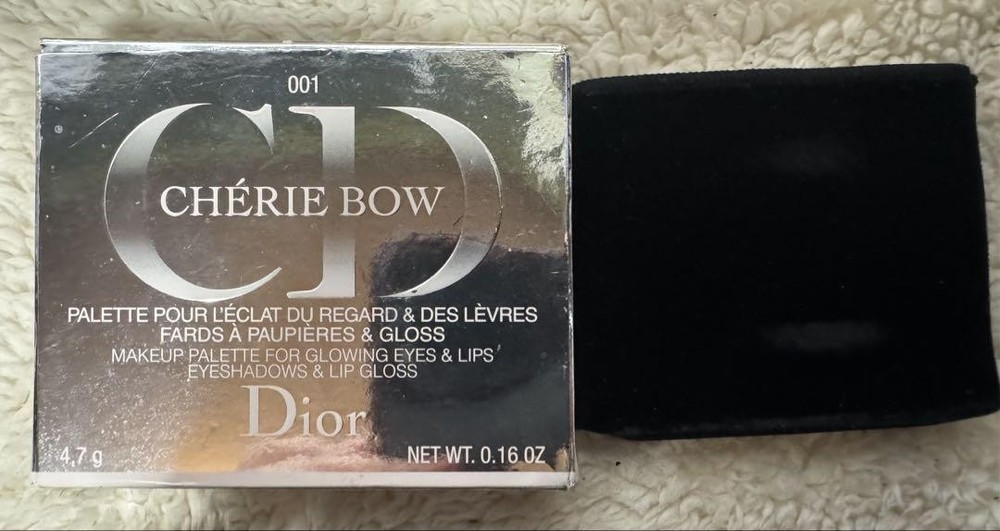 001
CD
CHÉRIE BOW
PALETTE POUR L'ÉCLAT DU REGARD & DES LÈVRES
FARDS À PAUPIÈRES & GLOSS
MAKEUP PALETTE FOR GLOWING EYES & LIPS
EYESHADOWS & LIP GLOSS
Dior
4,7 g NET WT. 0.16 OZ